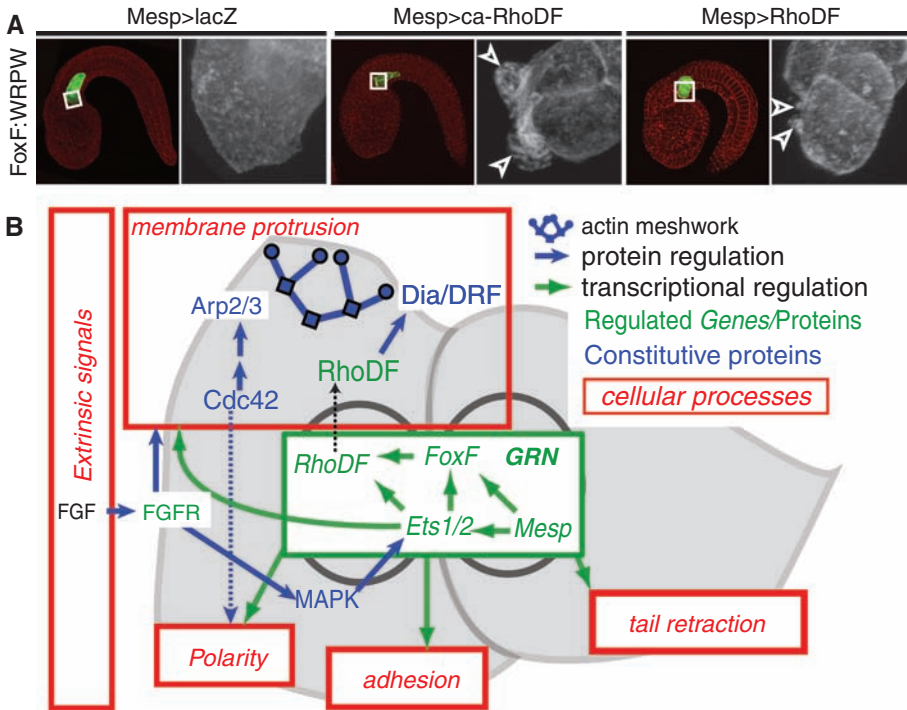 A
Mesp>lacZ
Mesp>ca-RhoDF
Mesp>RhoDF
FoxF:WRPW
B
Extrinsic signals
membrane protrusion
Arp2/3
Dia/DRF
Cdc42
RhoDF
RhoDF
FoxF
GRN
Ets1/2
Mesp
FGF
FGFR
MAPK
Polarity
adhesion
tail retraction
actin meshwork
protein regulation
transcriptional regulation
Regulated Genes/Proteins
Constitutive proteins
cellular processes